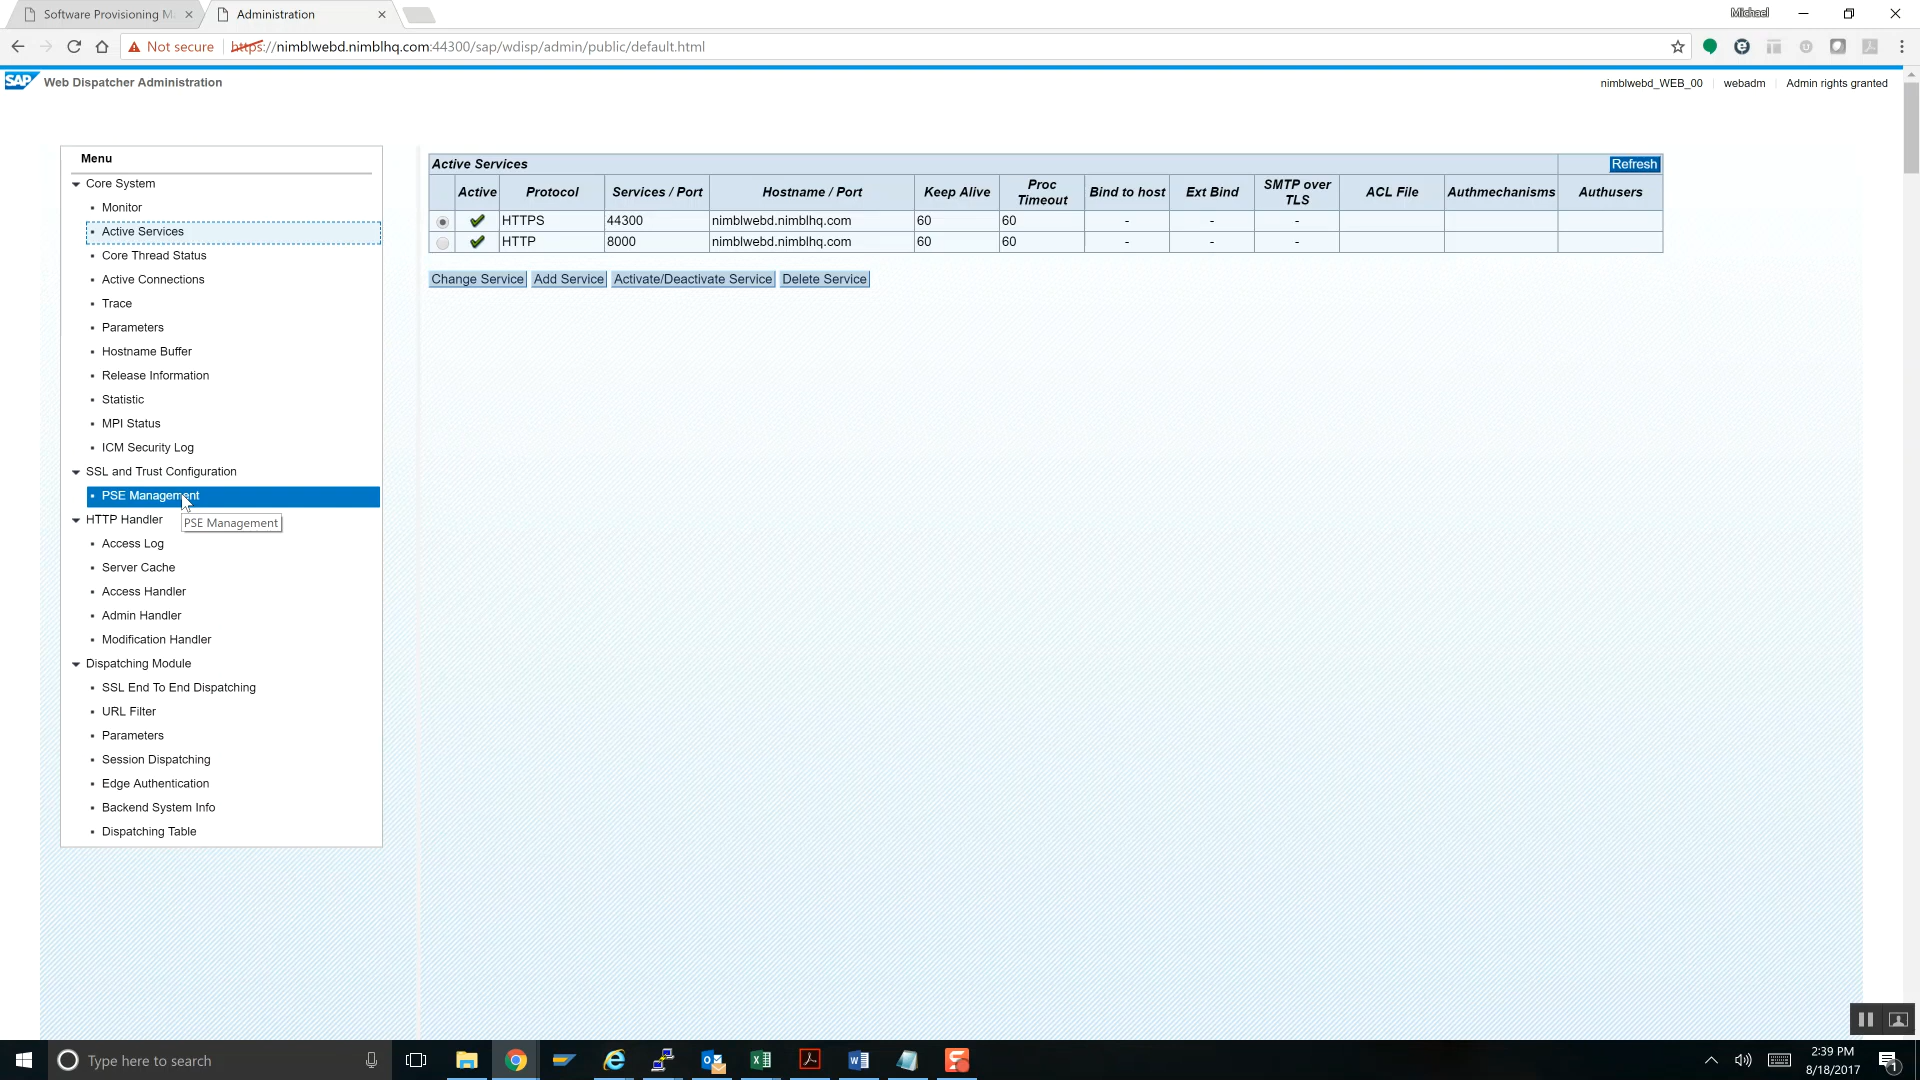 Software Provisioning M
Administration
Michael
Not secure
https://nimblwebd.nimblhq.com:44300/sap/wdisp/admin/public/default.html
SAP Web Dispatcher Administration
nimblwebd_WEB_00 webadm Admin rights granted
Menu
Core System
Monitor
Active Services
Core Thread Status
Active Connections
Trace
Parameters
Hostname Buffer
Release Information
Statistic
MPI Status
ICM Security Log
SSL and Trust Configuration
PSE Management
HTTP Handler
PSE Management
Access Log
Server Cache
Access Handler
Admin Handler
Modification Handler
Dispatching Module
SSL End To End Dispatching
URL Filter
Parameters
Session Dispatching
Edge Authentication
Backend System Info
Dispatching Table
Active Services Refresh
Active Protocol Services / Port Hostname / Port Keep Alive Proc Timeout Bind to host Ext Bind SMTP over TLS ACL File Authmechanisms Authusers
HTTPS 44300 nimblwebd.nimblhq.com 60 60 - - -
HTTP 8000 nimblwebd.nimblhq.com 60 60 - - -
Change Service Add Service Activate/Deactivate Service Delete Service
Type here to search
2:39 PM
8/18/2017
1